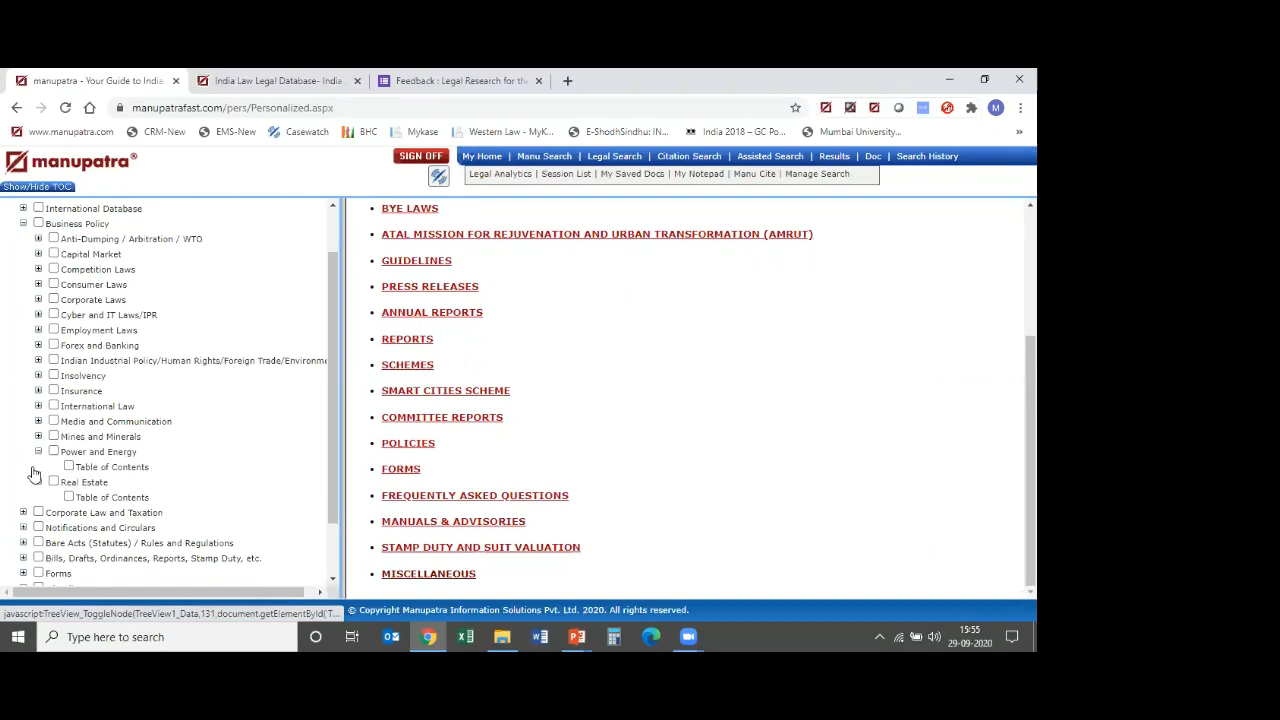 manupatra - Your Guide to India
India Law Legal Database- India
Feedback : Legal Research for the
manupatrafast.com/pers/Personalized.aspx
M
www.manupatra.com
CRM-New
EMS-New
Casewatch
BHC
Mykase
Western Law - MyK...
E-ShodhSindhu: IN...
India 2018 – GC Po...
Mumbai University...
»
manupatra®
SIGN OFF
My Home | Manu Search | Legal Search | Citation Search | Assisted Search | Results | Doc | Search History
Legal Analytics | Session List | My Saved Docs | My Notepad | Manu Cite | Manage Search
Show/Hide TOC
International Database
Business Policy
Anti-Dumping / Arbitration / WTO
Capital Market
Competition Laws
Consumer Laws
Corporate Laws
Cyber and IT Laws/IPR
Employment Laws
Forex and Banking
Indian Industrial Policy/Human Rights/Foreign Trade/Environme
Insolvency
Insurance
International Law
Media and Communication
Mines and Minerals
Power and Energy
Table of Contents
Real Estate
Table of Contents
Corporate Law and Taxation
Notifications and Circulars
Bare Acts (Statutes) / Rules and Regulations
Bills, Drafts, Ordinances, Reports, Stamp Duty, etc.
Forms
• BYE LAWS
• ATAL MISSION FOR REJUVENATION AND URBAN TRANSFORMATION (AMRUT)
• GUIDELINES
• PRESS RELEASES
• ANNUAL REPORTS
• REPORTS
• SCHEMES
• SMART CITIES SCHEME
• COMMITTEE REPORTS
• POLICIES
• FORMS
• FREQUENTLY ASKED QUESTIONS
• MANUALS & ADVISORIES
• STAMP DUTY AND SUIT VALUATION
• MISCELLANEOUS
javascript:TreeView_ToggleNode(TreeView1_Data,131,document.getElementById('T...
© Copyright Manupatra Information Solutions Pvt. Ltd. 2020. All rights reserved.
Type here to search
15:55
29-09-2020